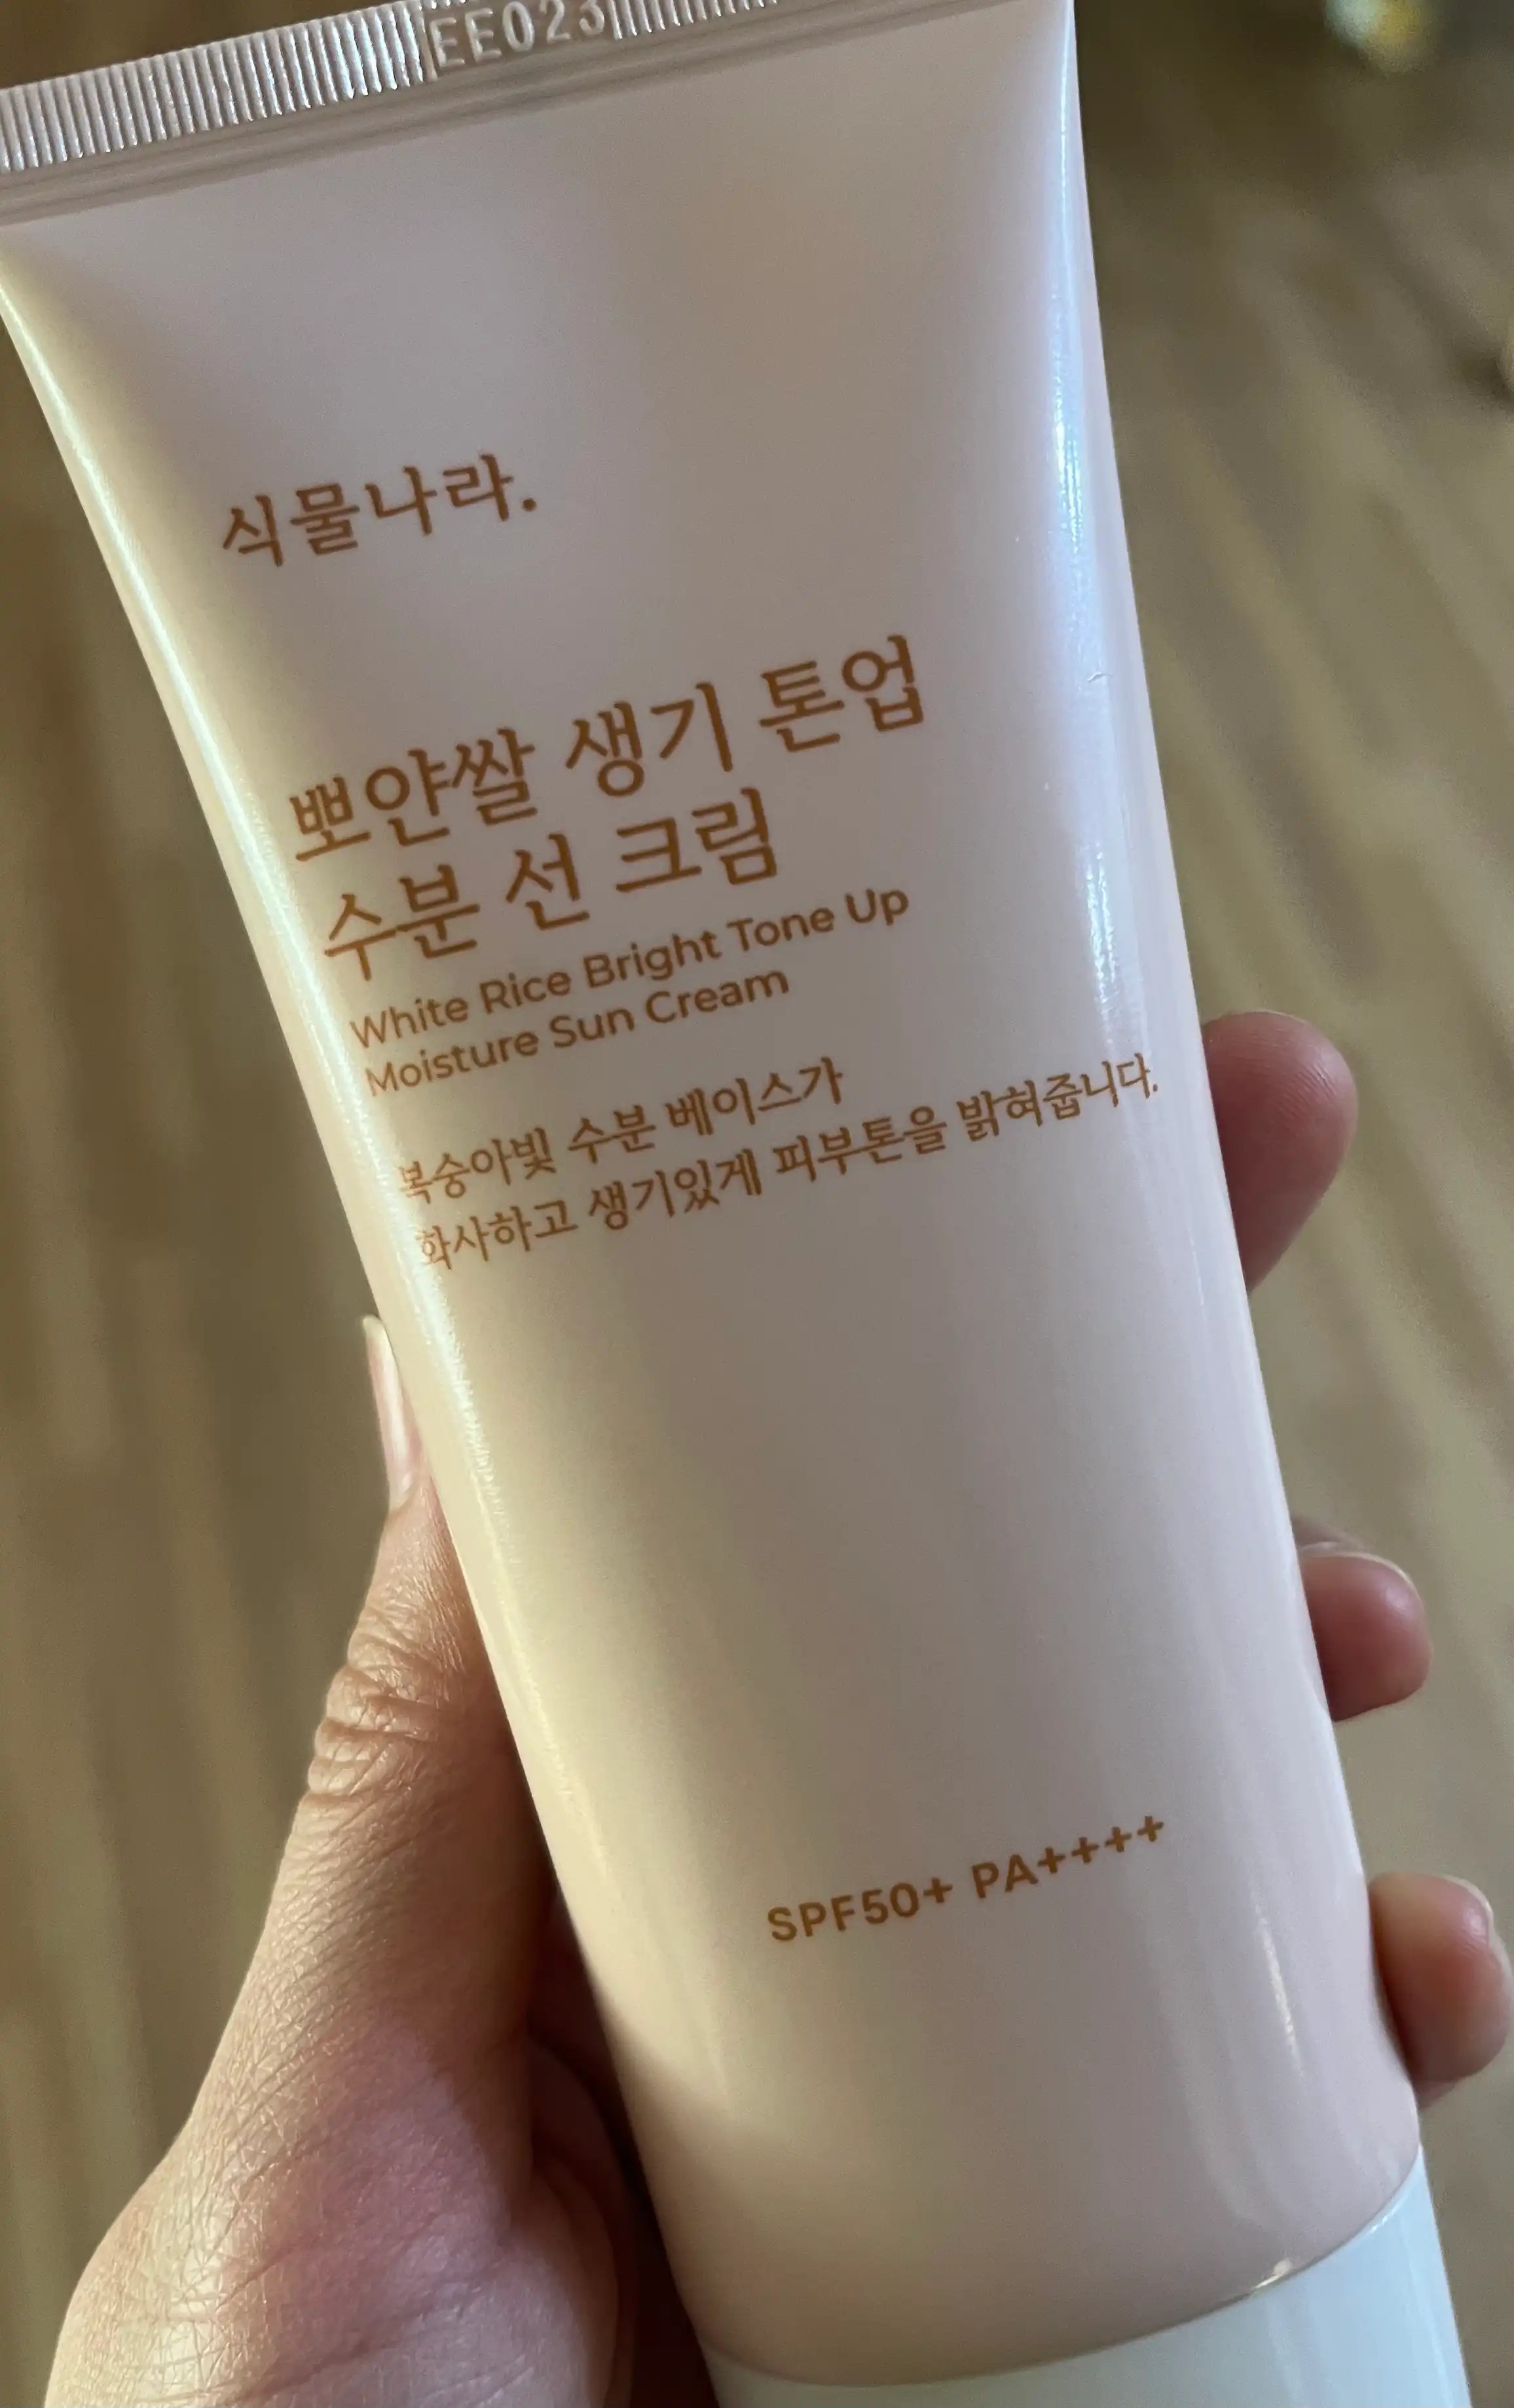 EE023
식물나라.
뽀얀쌀 생기 톤업
수분 선 크림
White Rice Bright Tone Up
Moisture Sun Cream
복숭아빛 수분 베이스가
화사하고 생기있게 피부톤을 밝혀줍니다.
SPF50+ PA++++